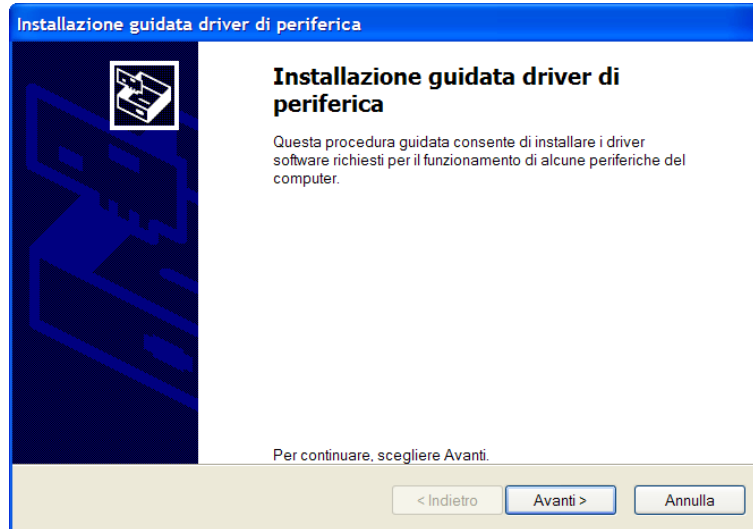 Installazione guidata driver di periferica
Installazione guidata driver di
periferica
Questa procedura guidata consente di installare i driver
software richiesti per il funzionamento di alcune periferiche del
computer.
Per continuare, scegliere Avanti.
< Indietro
Avanti >
Annulla